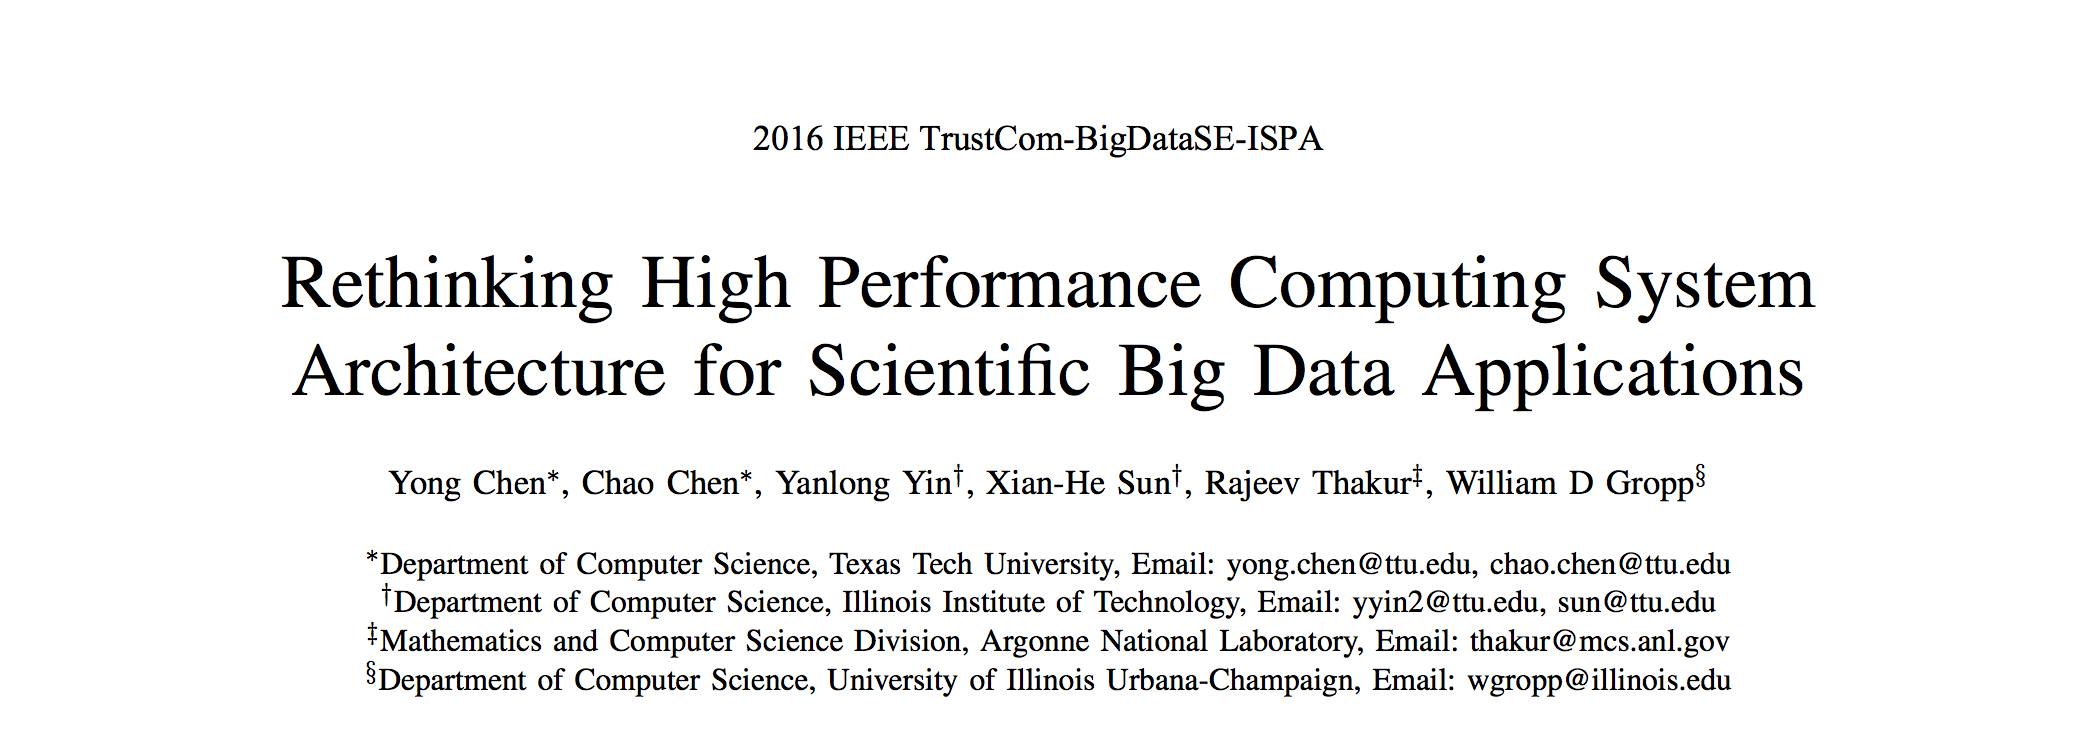 2016 IEEE TrustCom-BigDataSE-ISPA
Rethinking High Performance Computing System
Architecture for Scientific Big Data Applications
Yong Chen*, Chao Chen*, Yanlong Yin†, Xian-He Sun†, Rajeev Thakur‡, William D Gropp§
*Department of Computer Science, Texas Tech University, Email: yong.chen@ttu.edu, chao.chen@ttu.edu
†Department of Computer Science, Illinois Institute of Technology, Email: yyin2@ttu.edu, sun@ttu.edu
‡Mathematics and Computer Science Division, Argonne National Laboratory, Email: thakur@mcs.anl.gov
§Department of Computer Science, University of Illinois Urbana-Champaign, Email: wgropp@illinois.edu